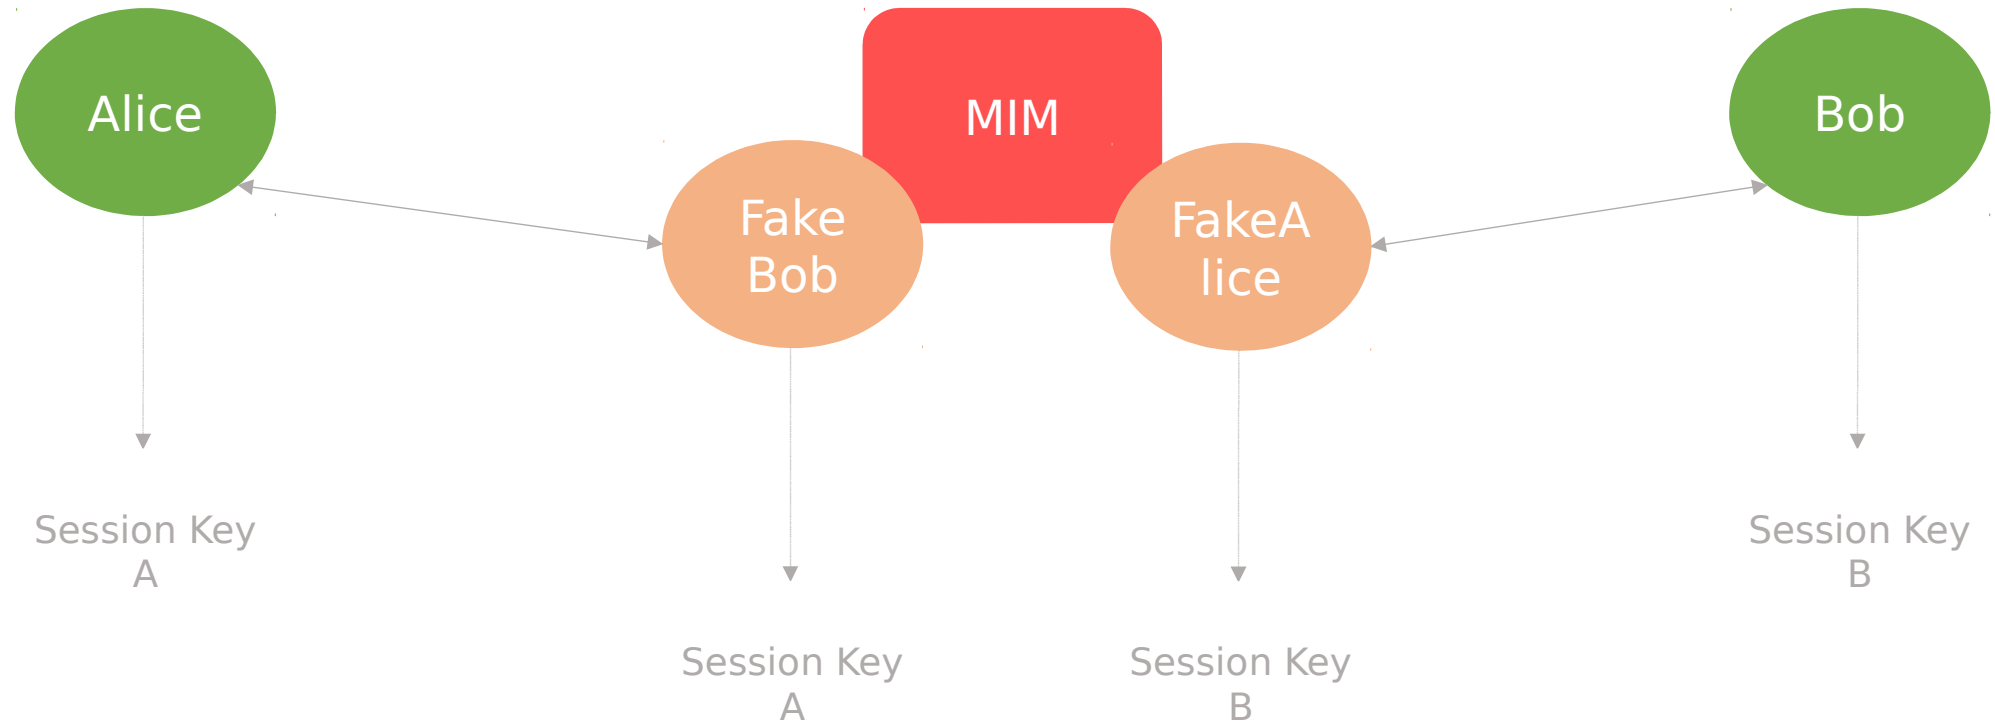 Alice
MIM
Bob
Fake
Bob
FakeA
lice
Session Key
A
Session Key
B
Session Key
A
Session Key
B